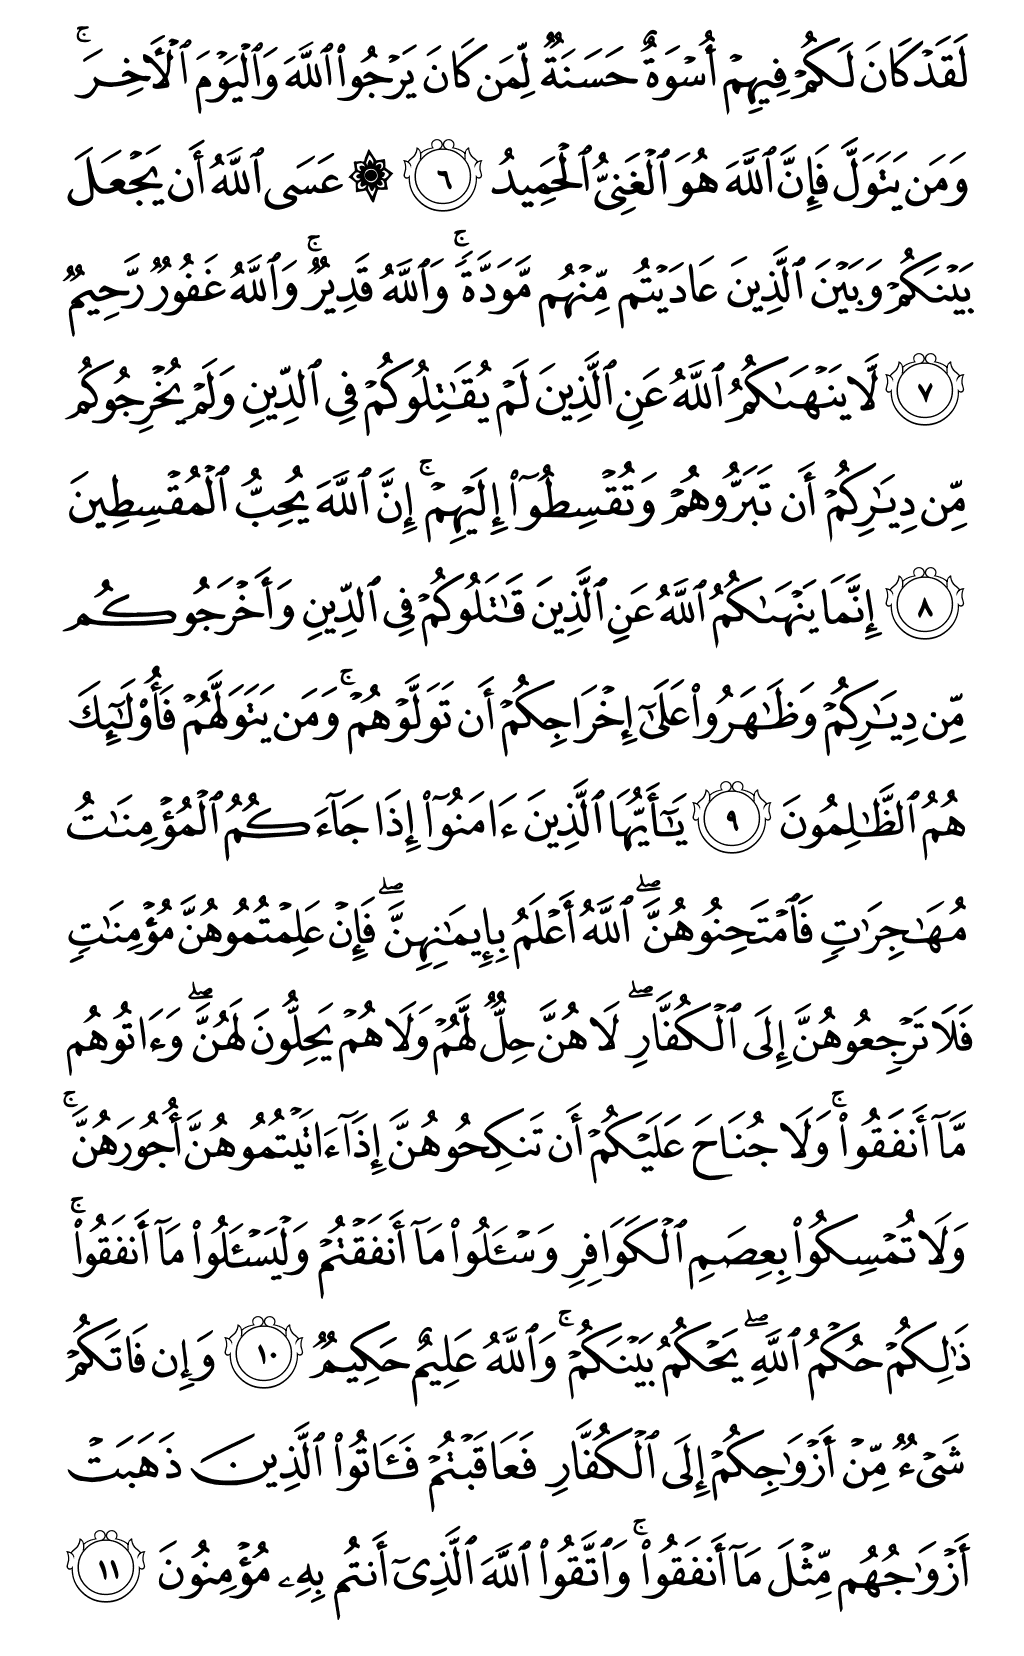 لَقَدۡ كَانَ لَكُمۡ فِيهِمۡ أُسۡوَةٌ حَسَنَةٞ لِّمَن كَانَ يَرۡجُواْ ٱللَّهَ وَٱلۡيَوۡمَ ٱلۡأٓخِرَۚ
وَمَن يَتَوَلَّ فَإِنَّ ٱللَّهَ هُوَ ٱلۡغَنِيُّ ٱلۡحَمِيدُ ٦ ۞ عَسَى ٱللَّهُ أَن يَجۡعَلَ
بَيۡنَكُمۡ وَبَيۡنَ ٱلَّذِينَ عَادَيۡتُم مِّنۡهُم مَّوَدَّةٗۚ وَٱللَّهُ قَدِيرٞۚ وَٱللَّهُ غَفُورٞ رَّحِيمٞ
٧ لَّا يَنۡهَىٰكُمُ ٱللَّهُ عَنِ ٱلَّذِينَ لَمۡ يُقَٰتِلُوكُمۡ فِي ٱلدِّينِ وَلَمۡ يُخۡرِجُوكُم
مِّن دِيَٰرِكُمۡ أَن تَبَرُّوهُمۡ وَتُقۡسِطُوٓاْ إِلَيۡهِمۡۚ إِنَّ ٱللَّهَ يُحِبُّ ٱلۡمُقۡسِطِينَ
٨ إِنَّمَا يَنۡهَىٰكُمُ ٱللَّهُ عَنِ ٱلَّذِينَ قَٰتَلُوكُمۡ فِي ٱلدِّينِ وَأَخۡرَجُوكُم
مِّن دِيَٰرِكُمۡ وَظَٰهَرُواْ عَلَىٰٓ إِخۡرَاجِكُمۡ أَن تَوَلَّوۡهُمۡۚ وَمَن يَتَوَلَّهُمۡ فَأُوْلَٰٓئِكَ
هُمُ ٱلظَّٰلِمُونَ ٩ يَٰٓأَيُّهَا ٱلَّذِينَ ءَامَنُوٓاْ إِذَا جَآءَكُمُ ٱلۡمُؤۡمِنَٰتُ
مُهَٰجِرَٰتٖ فَٱمۡتَحِنُوهُنَّۖ ٱللَّهُ أَعۡلَمُ بِإِيمَٰنِهِنَّۖ فَإِنۡ عَلِمۡتُمُوهُنَّ مُؤۡمِنَٰتٖ
فَلَا تَرۡجِعُوهُنَّ إِلَى ٱلۡكُفَّارِۖ لَا هُنَّ حِلّٞ لَّهُمۡ وَلَا هُمۡ يَحِلُّونَ لَهُنَّۖ وَءَاتُوهُم
مَّآ أَنفَقُواْۚ وَلَا جُنَاحَ عَلَيۡكُمۡ أَن تَنكِحُوهُنَّ إِذَآ ءَاتَيۡتُمُوهُنَّ أُجُورَهُنَّۚ
وَلَا تُمۡسِكُواْ بِعِصَمِ ٱلۡكَوَافِرِ وَسۡـَٔلُواْ مَآ أَنفَقۡتُمۡ وَلۡيَسۡـَٔلُواْ مَآ أَنفَقُواْۚ
ذَٰلِكُمۡ حُكۡمُ ٱللَّهِۖ يَحۡكُمُ بَيۡنَكُمۡۚ وَٱللَّهُ عَلِيمٌ حَكِيمٞ ١٠ وَإِن فَاتَكُمۡ
شَيۡءٞ مِّنۡ أَزۡوَٰجِكُمۡ إِلَى ٱلۡكُفَّارِ فَعَاقَبۡتُمۡ فَـَٔاتُواْ ٱلَّذِينَ ذَهَبَتۡ
أَزۡوَٰجُهُم مِّثۡلَ مَآ أَنفَقُواْۚ وَٱتَّقُواْ ٱللَّهَ ٱلَّذِيٓ أَنتُم بِهِۦ مُؤۡمِنُونَ ١١